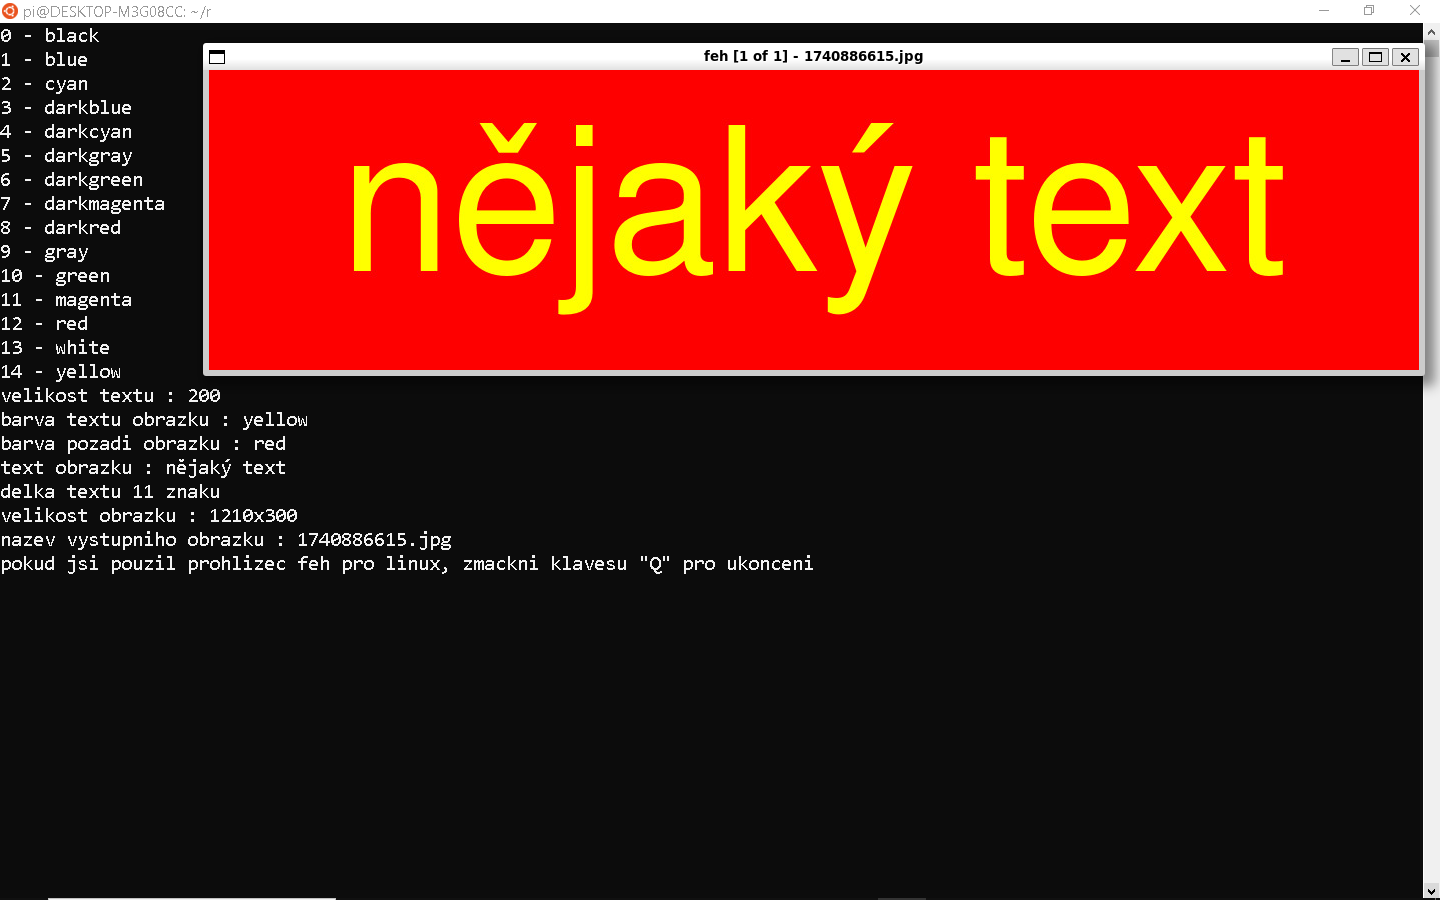 pi@DESKTOP-M3G08CC: ~/r
0 - black
1 - blue
2 - cyan
3 - darkblue
4 - darkcyan
5 - darkgray
6 - darkgreen
7 - darkmagenta
8 - darkred
9 - gray
10 - green
11 - magenta
12 - red
13 - white
14 - yellow
feh [1 of 1] - 1740886615.jpg
nějaký text
velikost textu : 200
barva textu obrazku : yellow
barva pozadi obrazku : red
text obrazku : nějaký text
delka textu 11 znaku
velikost obrazku : 1210x300
nazev vystupniho obrazku : 1740886615.jpg
pokud jsi pouzil prohlizec feh pro linux, zmackni klavesu "Q" pro ukonceni